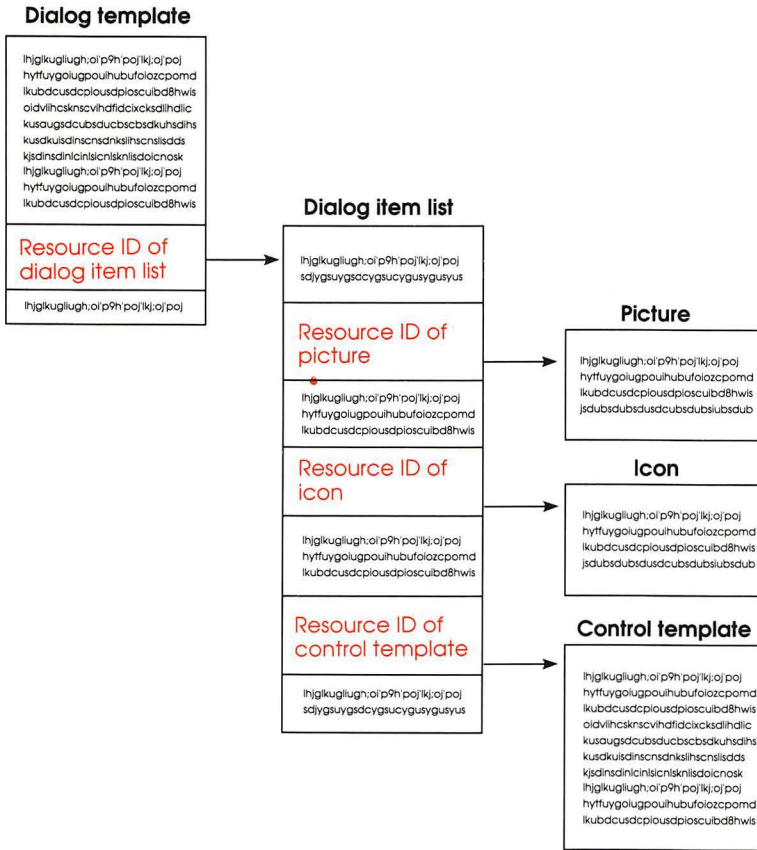 Dialog template
lhjglkugliugh;oi'p9h'poj'lkj;oj'poj
hytfuygoiugpouihubufoiozcpomd
lkubdcusdcpiousdpioscuibd8hwis
oidvlihcsknscvihdfidcixcksdlihdlic
kusaugsdcubsducbscbsdkuhsdihs
kusdkuisdinscnsdnkslihscnslisdds
kjsdinsdinlcinlsicnlsknlisdoicnosk
lhjglkugliugh;oi'p9h'poj'lkj;oj'poj
hytfuygoiugpouihubufoiozcpomd
lkubdcusdcpiousdpioscuibd8hwis
Resource ID of
dialog item list
lhjglkugliugh;oi'p9h'poj'lkj;oj'poj
Dialog item list
lhjglkugliugh;oi'p9h'poj'lkj;oj'poj
sdjygsuygsdcygsucygusygusyus
Resource ID of
picture
lhjglkugliugh;oi'p9h'poj'lkj;oj'poj
hytfuygoiugpouihubufoiozcpomd
lkubdcusdcpiousdpioscuibd8hwis
Resource ID of
icon
lhjglkugliugh;oi'p9h'poj'lkj;oj'poj
hytfuygoiugpouihubufoiozcpomd
lkubdcusdcpiousdpioscuibd8hwis
Resource ID of
control template
lhjglkugliugh;oi'p9h'poj'lkj;oj'poj
sdjygsuygsdcygsucygusygusyus
Picture
lhjglkugliugh;oi'p9h'poj'lkj;oj'poj
hytfuygoiugpouihubufoiozcpomd
lkubdcusdcpiousdpioscuibd8hwis
jsdubsdubsdusdcubsdubsiubsdub
Icon
lhjglkugliugh;oi'p9h'poj'lkj;oj'poj
hytfuygoiugpouihubufoiozcpomd
lkubdcusdcpiousdpioscuibd8hwis
jsdubsdubsdusdcubsdubsiubsdub
Control template
lhjglkugliugh;oi'p9h'poj'lkj;oj'poj
hytfuygoiugpouihubufoiozcpomd
lkubdcusdcpiousdpioscuibd8hwis
oidvlihcsknscvihdfidcixcksdlihdlic
kusaugsdcubsducbscbsdkuhsdihs
kusdkuisdinscnsdnkslihscnslisdds
kjsdinsdinlcinlsicnlsknlisdoicnosk
lhjglkugliugh;oi'p9h'poj'lkj;oj'poj
hytfuygoiugpouihubufoiozcpomd
lkubdcusdcpiousdpioscuibd8hwis